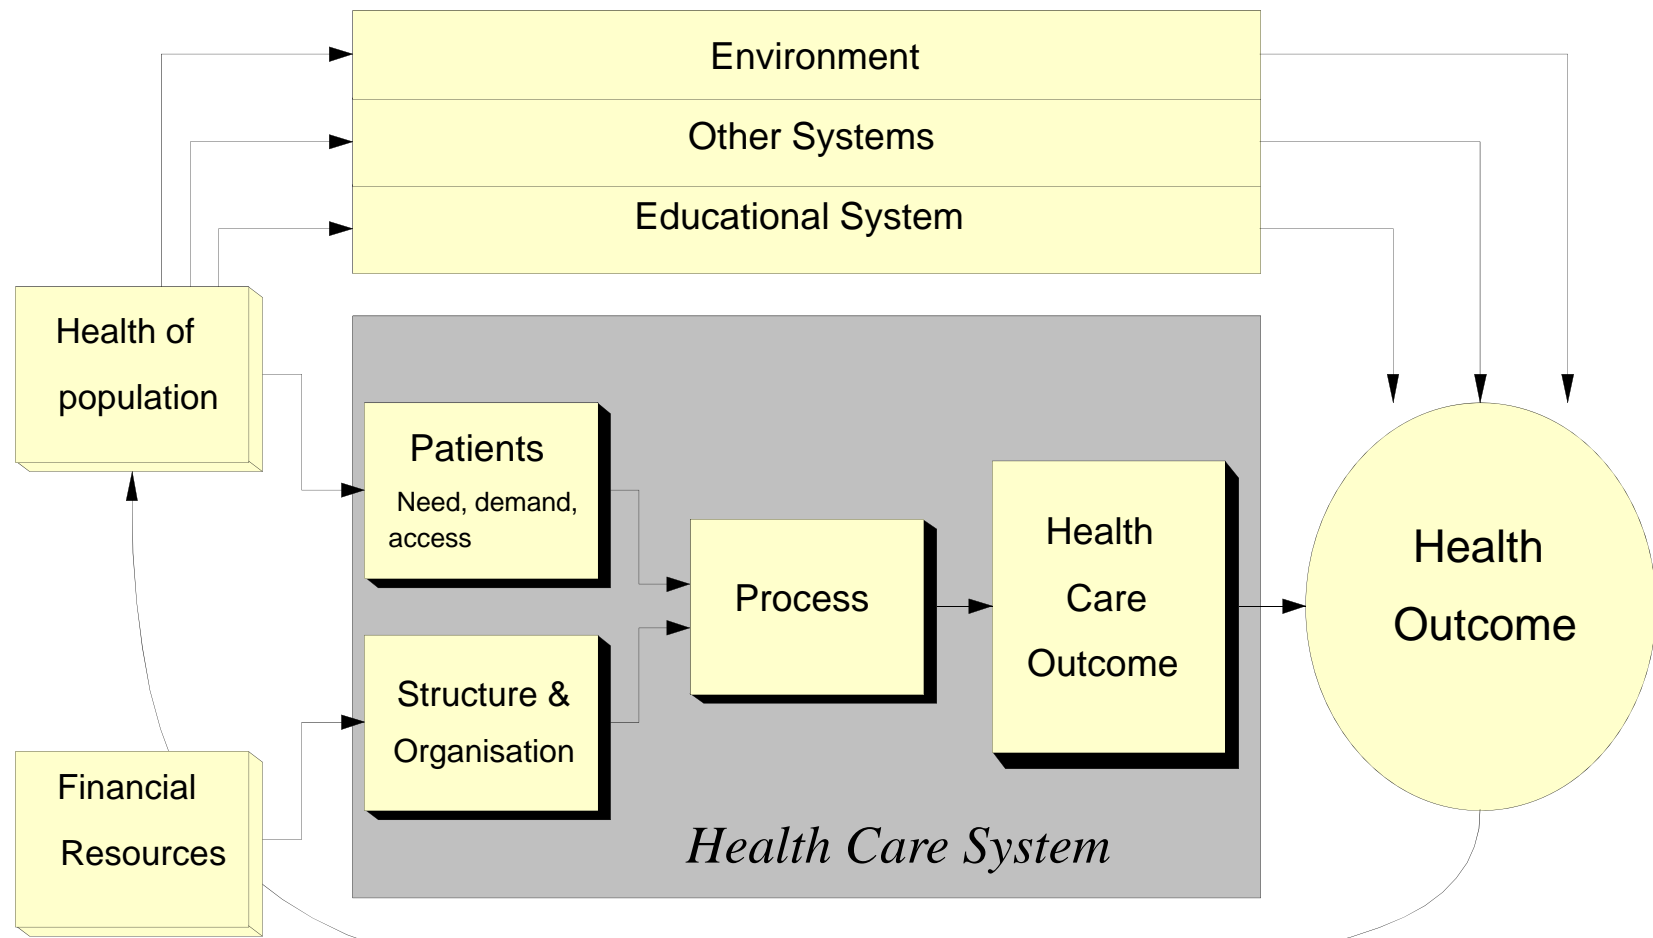 Environment
Other Systems
Educational System
Health of
population
Patients
Need, demand,
access
Health
Care
Outcome
Process
Health
Outcome
Structure &
Organisation
Financial
Resources
Health Care System